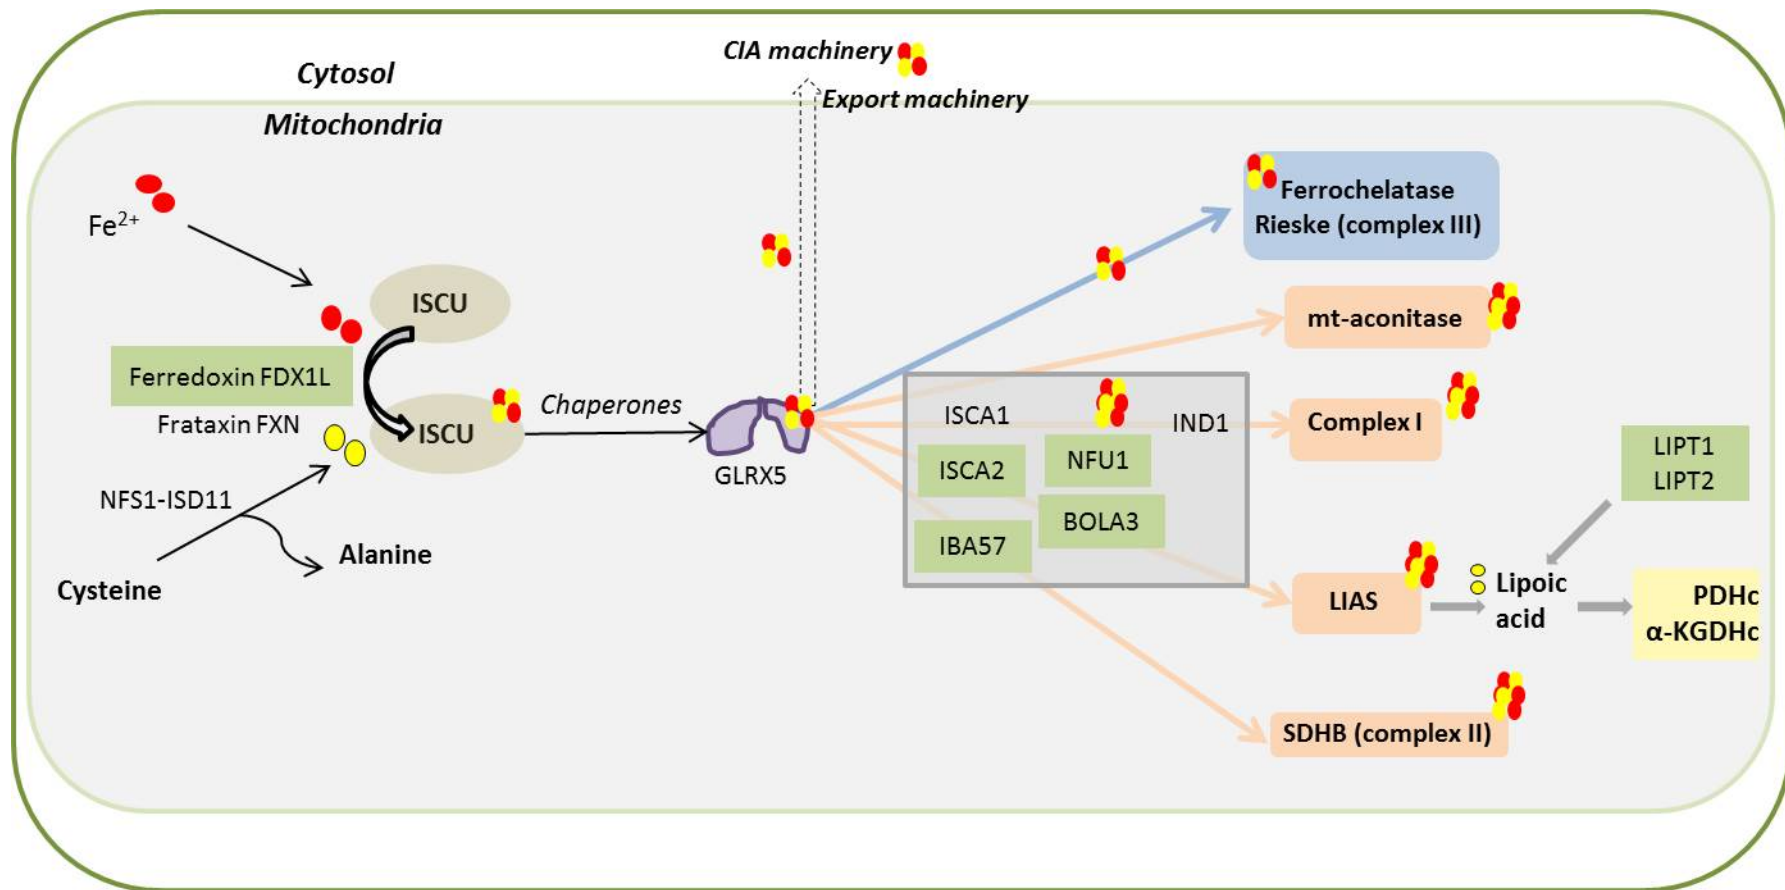 CIA machinery
Cytosol
Export machinery
Mitochondria
Fe2+
Ferrochelatase
Rieske (complex III)
ISCU
mt-aconitase
Ferredoxin FDX1L
Frataxin FXN
ISCU
Chaperones
GLRX5
ISCA1
IND1
Complex I
ISCA2
NFU1
IBA57
BOLA3
LIPT1
LIPT2
NFS1-ISD11
Alanine
Cysteine
LIAS
Lipoic
acid
PDHc
α-KGDHc
SDHB (complex II)